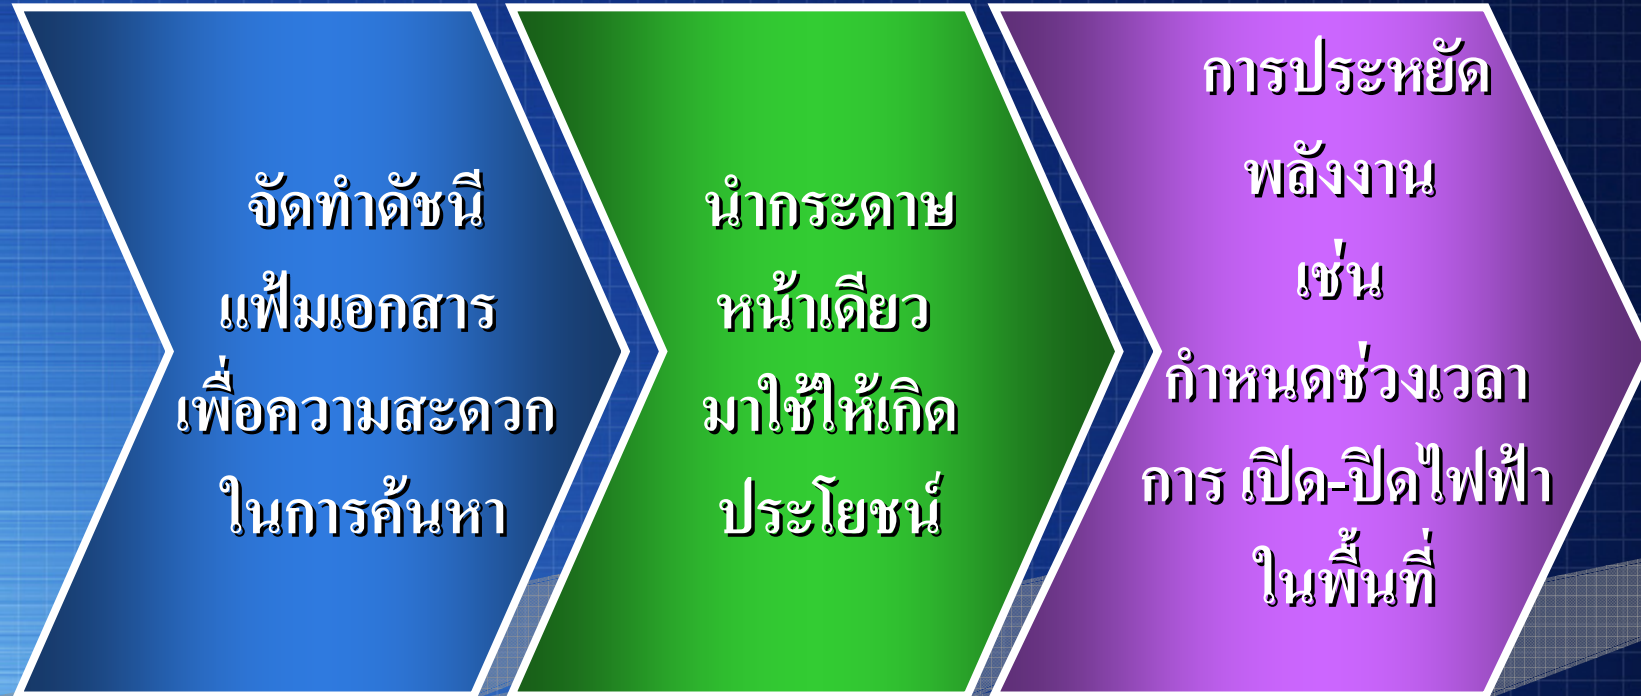 จัดทำดัชนี
แฟ้มเอกสาร
เพื่อความสะดวก
ในการค้นหา
นำกระดาษ
หน้าเดียว
มาใช้ให้เกิด
ประโยชน์
การประหยัด
พลังงาน
เช่น
กำหนดช่วงเวลา
การ เปิด-ปิดไฟฟ้า
ในพื้นที่